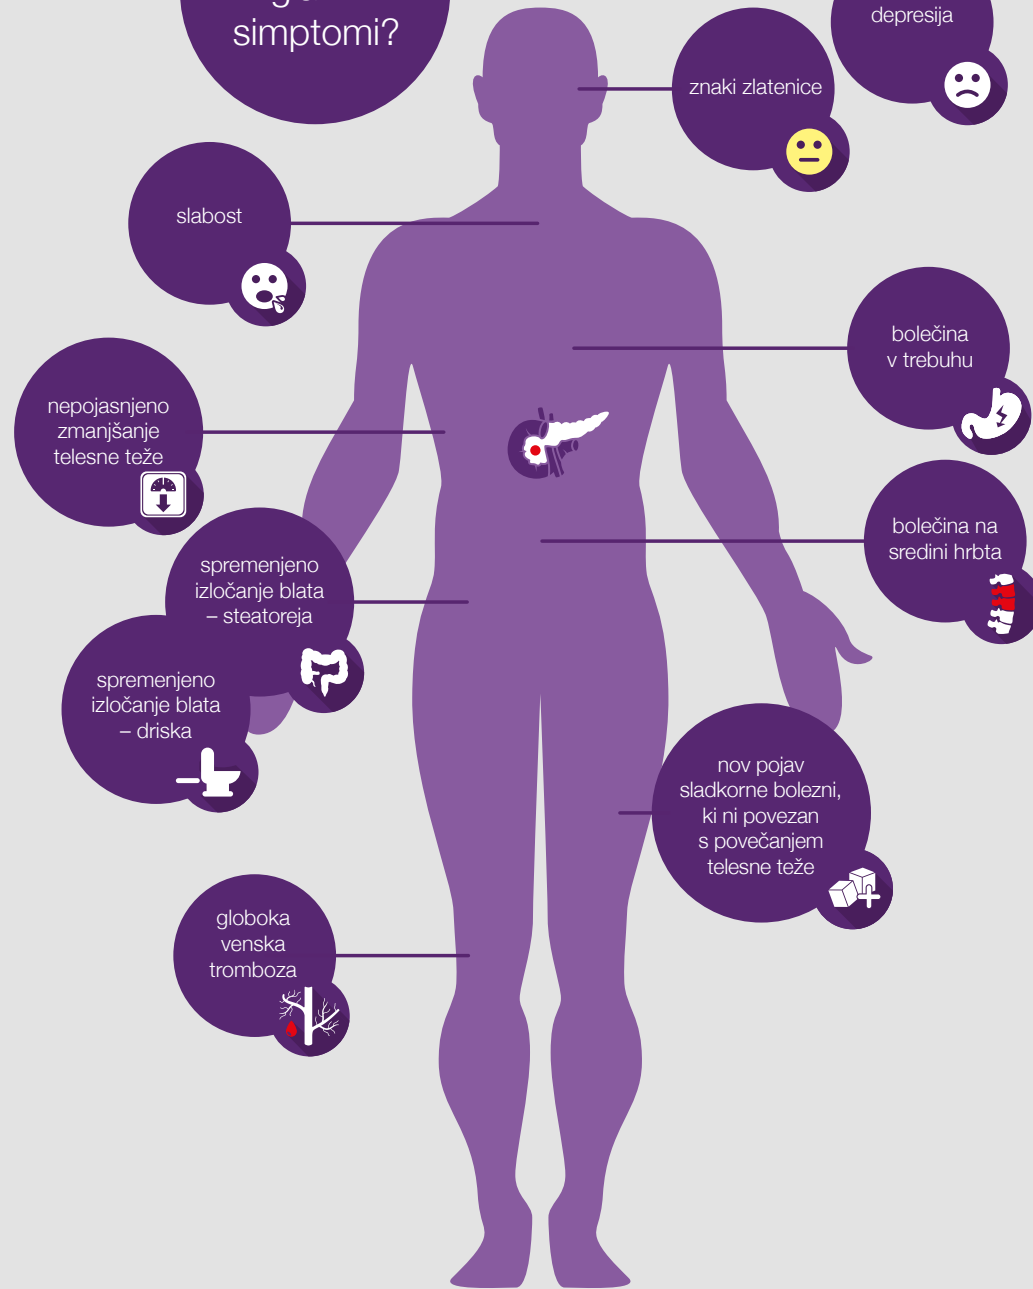 simptomi?
depresija
znaki zlatenice
slabost
bolečina
v trebuhu
nepojasnjeno
zmanjšanje
telesne teže
bolečina na
sredini hrbta
spremenjeno
izločanje blata
– steatoreja
spremenjeno
izločanje blata
– driska
nov pojav
sladkorne bolezni,
ki ni povezan
s povečanjem
telesne teže
globoka
venska
tromboza